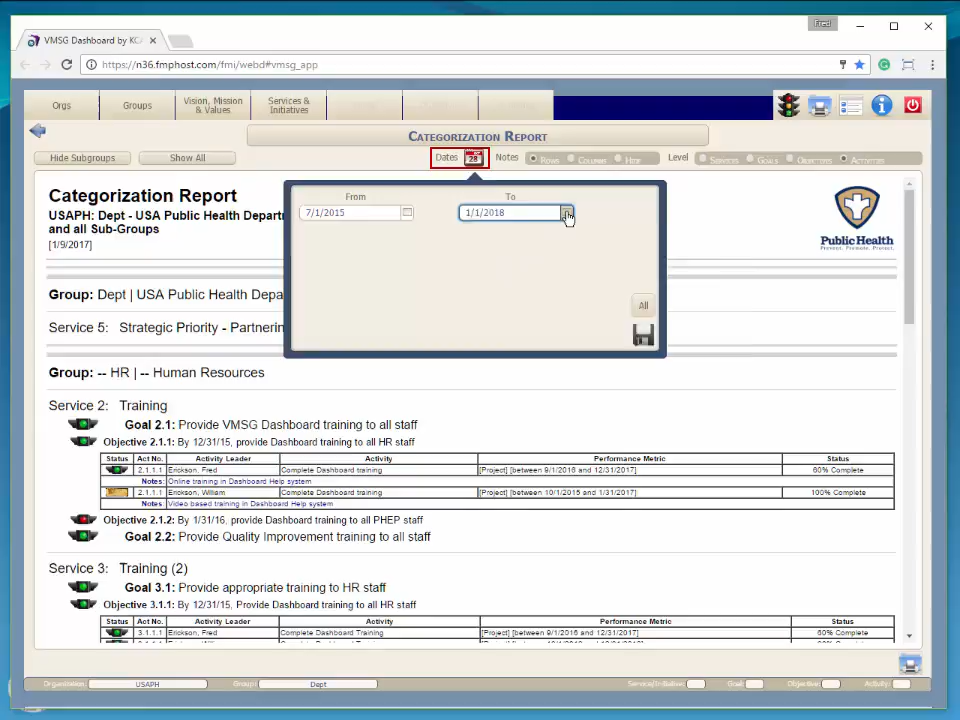 Fred
VMSG Dashboard by KC
https://n36.fmphost.com/fmi/webd#vmsg_app
Orgs
Groups
Vision, Mission
& Values
Services &
Initiatives
Categorization Report
Hide Subgroups
Show All
Dates
28
Notes
Rows
Columns
Hide
Level
Services
Goals
Objectives
Activities
From
To
7/1/2015
1/1/2018
All
Categorization Report
USAPH: Dept - USA Public Health Departm
and all Sub-Groups
[1/9/2017]
Public Health
Prevent. Promote. Protect.
Group: Dept | USA Public Health Depa
Service 5: Strategic Priority - Partnerin
Group: -- HR | -- Human Resources
Service 2: Training
Goal 2.1: Provide VMSG Dashboard training to all staff
Objective 2.1.1: By 12/31/15, provide Dashboard training to all HR staff
Status Act No. Activity Leader Activity Performance Metric Status
2.1.1.1 Erickson, Fred Complete Dashboard training [Project] [between 9/1/2016 and 12/31/2017] 60% Complete
Notes: Online training in Dashboard Help system
2.1.1.1 Erickson, William Complete Dashboard training [Project] [between 10/1/2015 and 1/31/2017] 100% Complete
Notes: Video based training in Dashboard Help system
Objective 2.1.2: By 1/31/16, provide Dashboard training to all PHEP staff
Goal 2.2: Provide Quality Improvement training to all staff
Service 3: Training (2)
Goal 3.1: Provide appropriate training to HR staff
Objective 3.1.1: By 12/31/15, Provide Dashboard training to all HR staff
Status Act No. Activity Leader Activity Performance Metric Status
3.1.1.1 Erickson, Fred Complete Dashboard Training [Project] [between 9/1/2016 and 12/31/2017] 60% Complete
Organization: USAPH Group: Dept Service/Initiative: Goal: Objective: Activity: